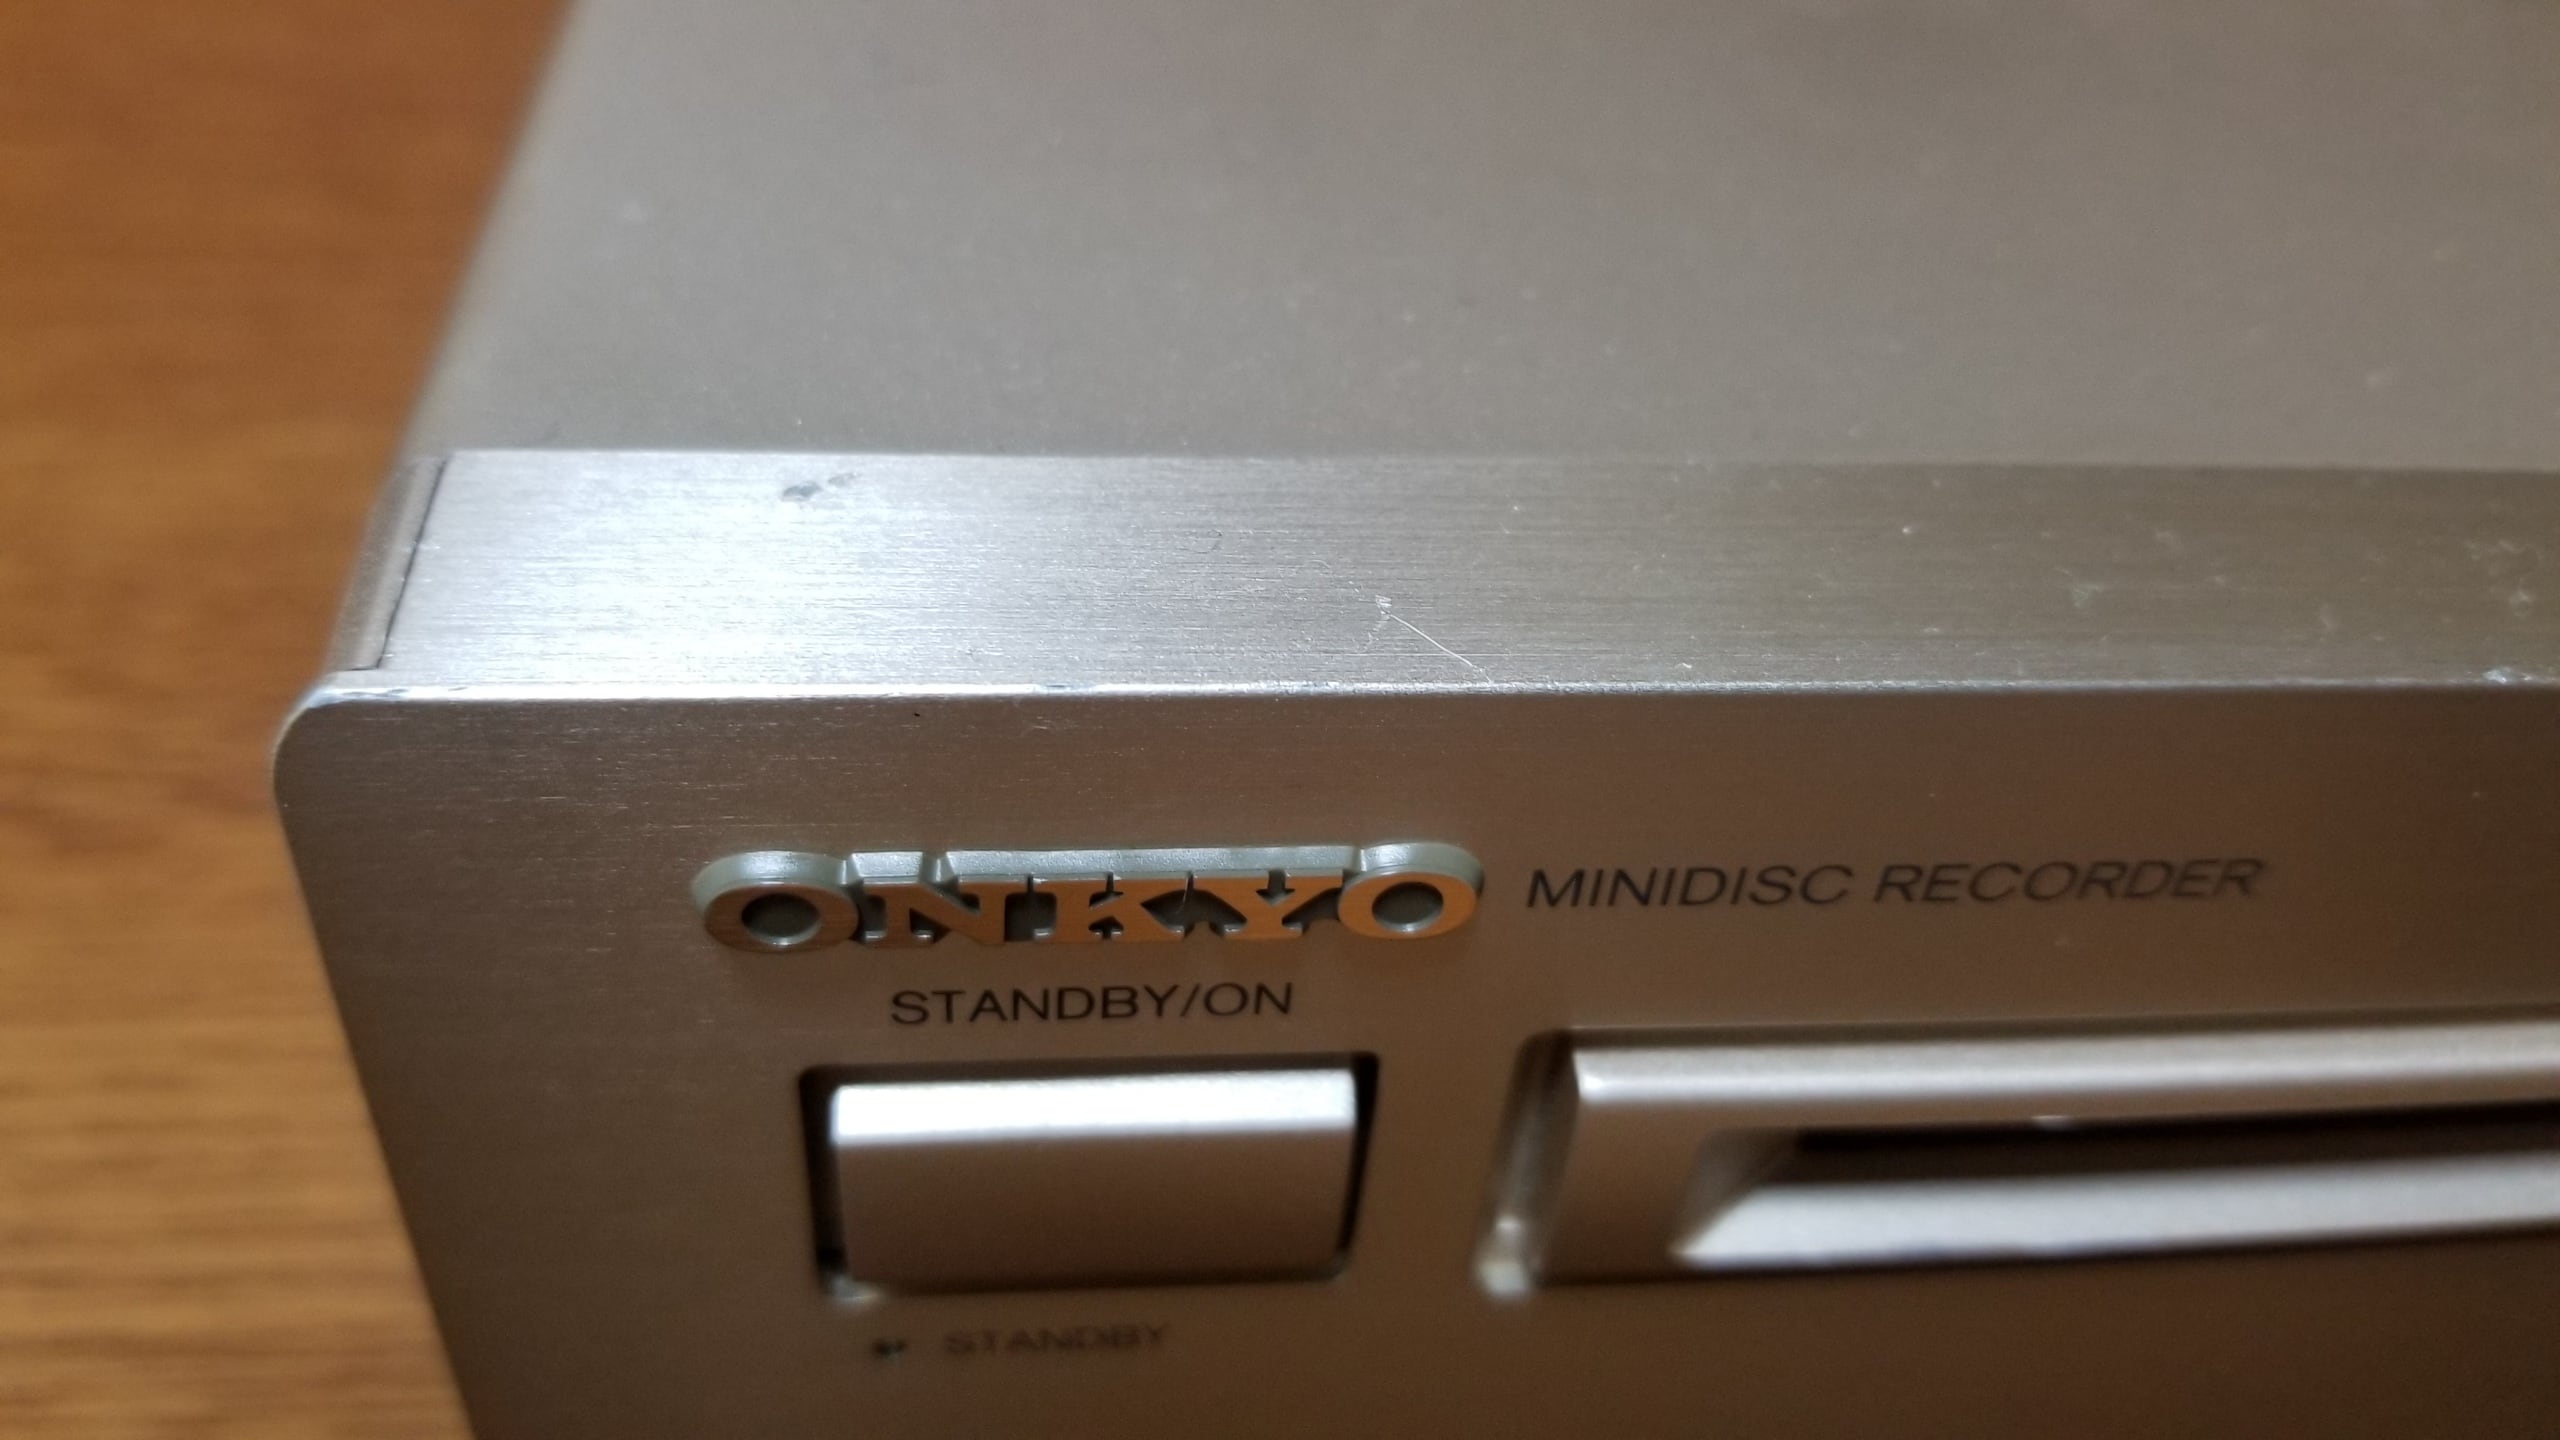 ONKYO MINIDISC RECORDER
STANDBY/ON
STANDBY